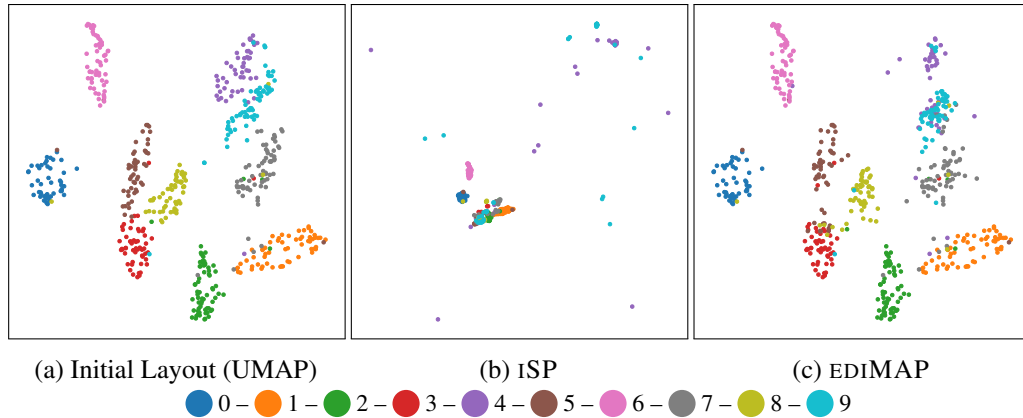 (a) Initial Layout (UMAP) (b) ISP (c) EDIMAP
0 – 1 – 2 – 3 – 4 – 5 – 6 – 7 – 8 – 9